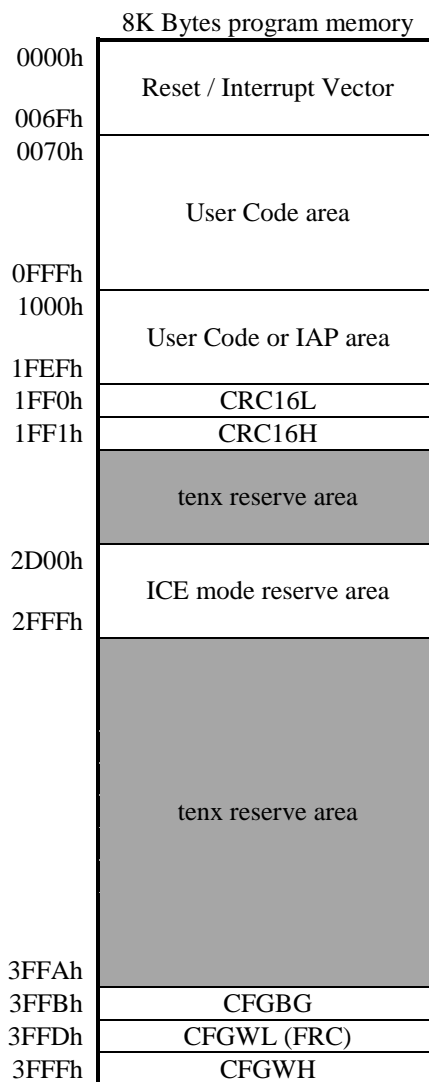 8K Bytes program memory
0000h
Reset / Interrupt Vector
006Fh
0070h
User Code area
0FFFh
1000h
User Code or IAP area
1FEFh
1FF0h CRC16L
1FF1h CRC16H
tenx reserve area
2D00h
ICE mode reserve area
2FFFh
tenx reserve area
3FFAh
3FFBh CFGBG
3FFDh CFGWL (FRC)
3FFFh CFGWH